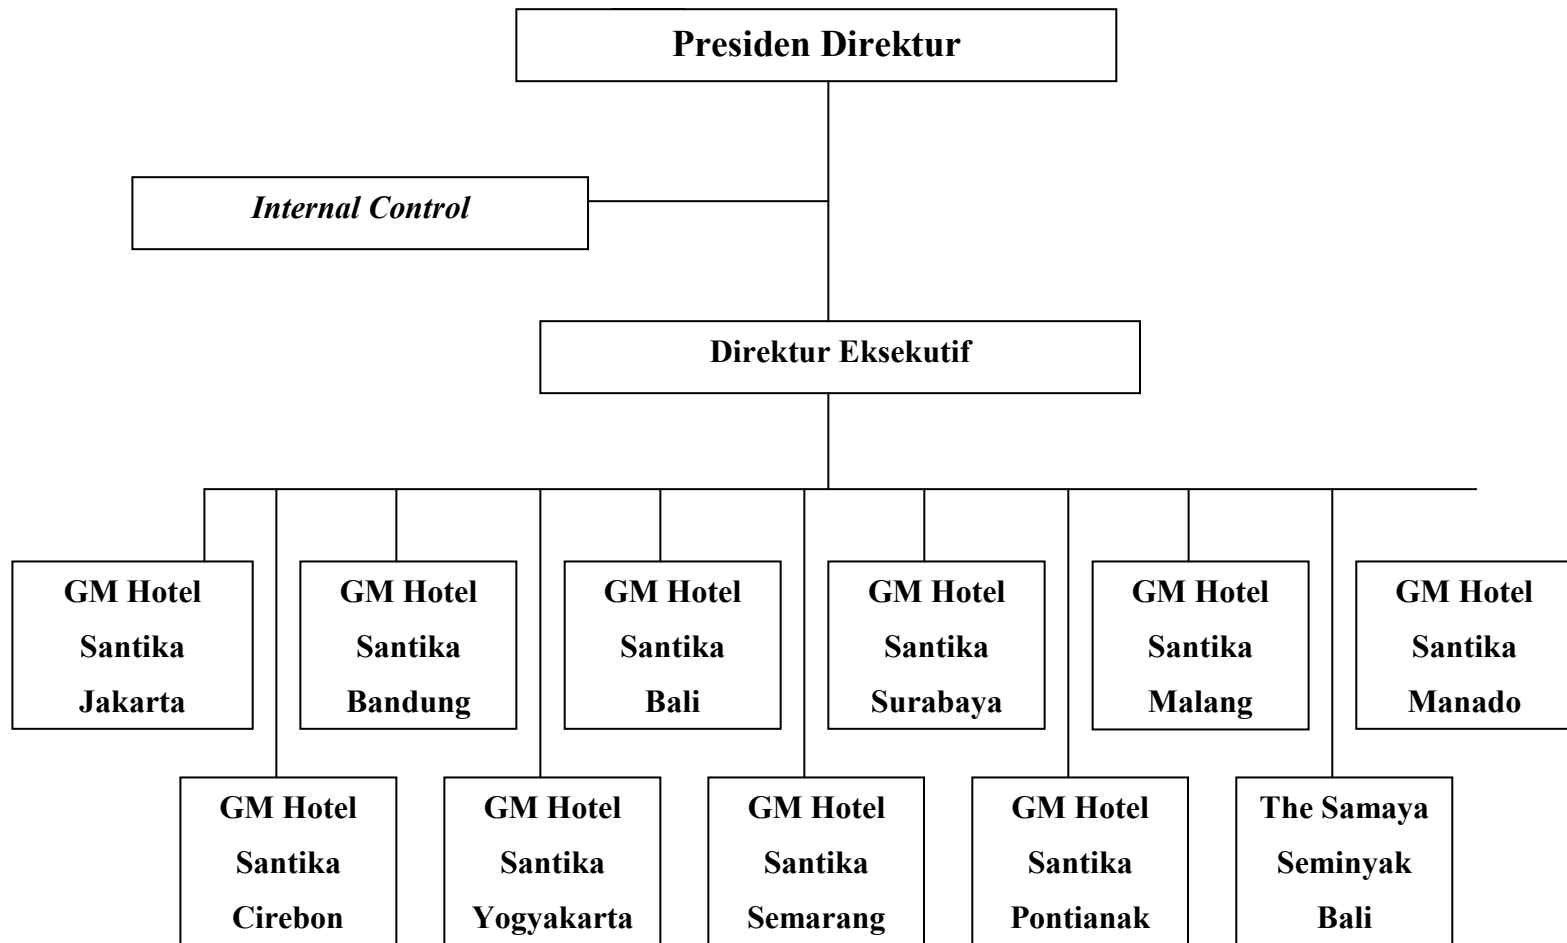 Presiden Direktur
Internal Control
Direktur Eksekutif
GM Hotel
Santika
Jakarta
GM Hotel
Santika
Bandung
GM Hotel
Santika
Bali
GM Hotel
Santika
Surabaya
GM Hotel
Santika
Malang
GM Hotel
Santika
Manado
GM Hotel
Santika
Cirebon
GM Hotel
Santika
Yogyakarta
GM Hotel
Santika
Semarang
GM Hotel
Santika
Pontianak
The Samaya
Seminyak
Bali